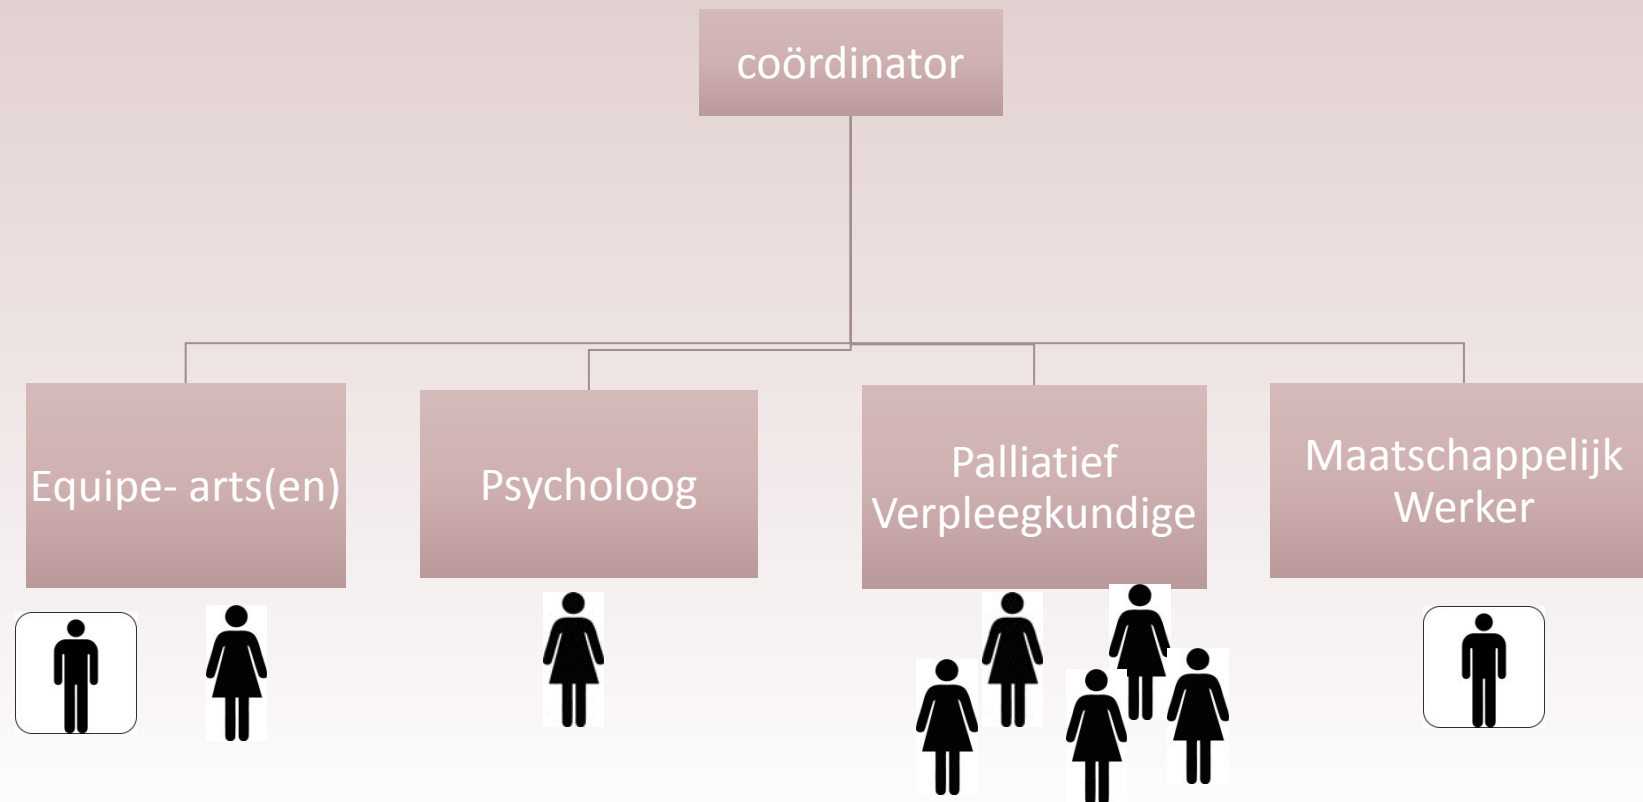 coördinator
Equipe- arts(en)
Psycholoog
Palliatief
Verpleegkundige
Maatschappelijk
Werker